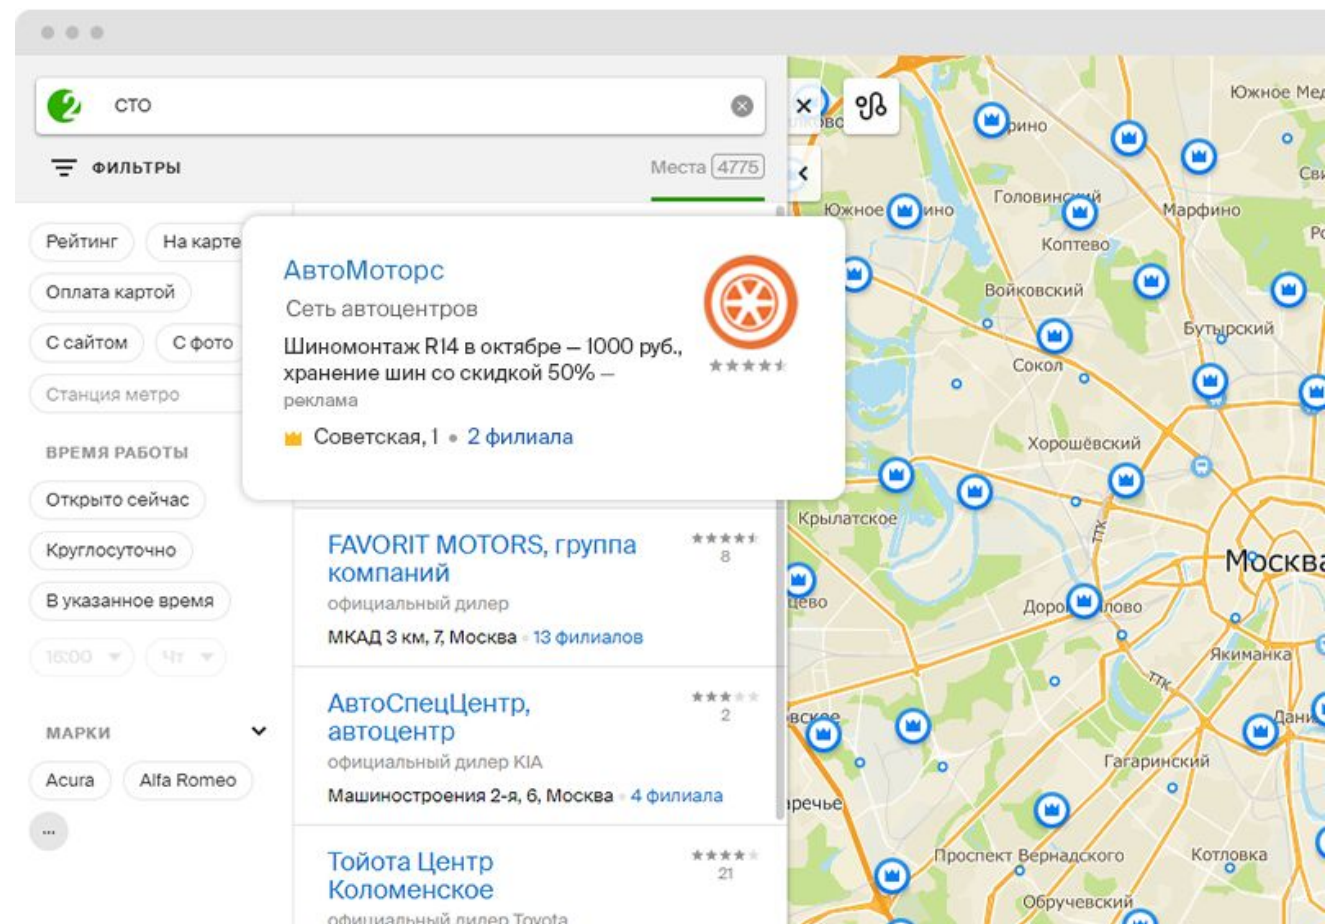 сто
ФИЛЬТРЫ
Места 4775
Рейтинг
На карте
Оплата картой
С сайтом
С фото
Станция метро
ВРЕМЯ РАБОТЫ
Открыто сейчас
Круглосуточно
В указанное время
16:00
Чт
МАРКИ
Acura
Alfa Romeo
...
АвтоМоторс
Сеть автоцентров
Шиномонтаж R14 в октябре — 1000 руб.,
хранение шин со скидкой 50% —
реклама
Советская, 1 • 2 филиала
FAVORIT MOTORS, группа
компаний
8
официальный дилер
МКАД 3 км, 7, Москва • 13 филиалов
АвтоСпецЦентр,
автоцентр
2
официальный дилер KIA
Машиностроения 2-я, 6, Москва • 4 филиала
Тойота Центр
Коломенское
21
официальный дилер Toyota
Южное Мед
Марфино
Коптево
Войковский
Бутырский
Сокол
Хорошёвский
Крылатское
ТТК
Москва
Якиманка
ТТК
Гагаринский
Проспект Вернадского
Котловка
Обручевский